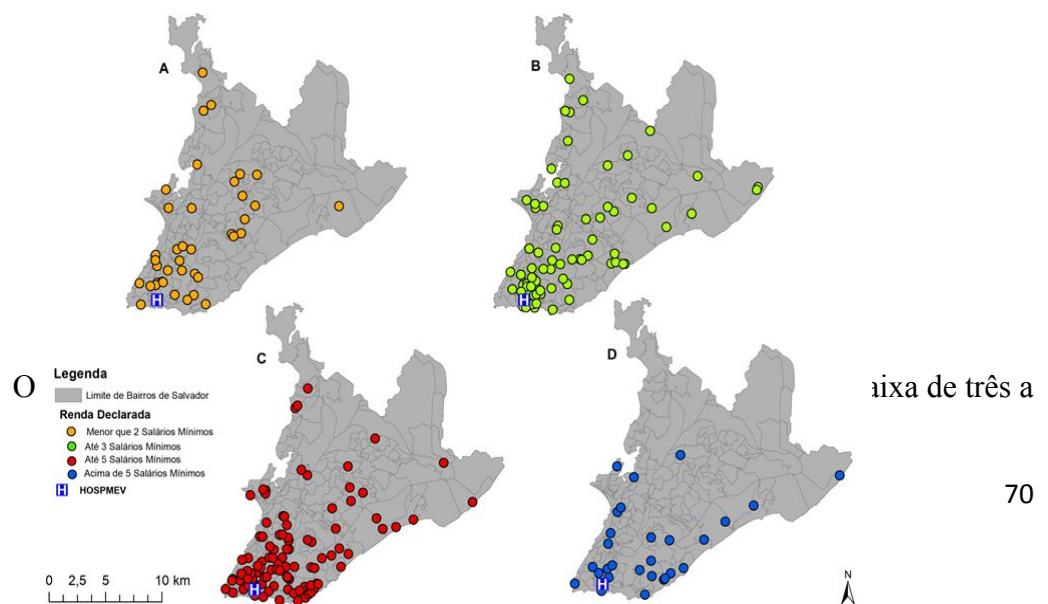 A
B
C
D
O
aixa de três a
Legenda
Limite de Bairros de Salvador
Renda Declarada
Menor que 2 Salários Mínimos
Até 3 Salários Mínimos
Até 5 Salários Mínimos
Acima de 5 Salários Mínimos
H HOSPMEV
70
0 2,5 5 10 km
N
H
H
H
H